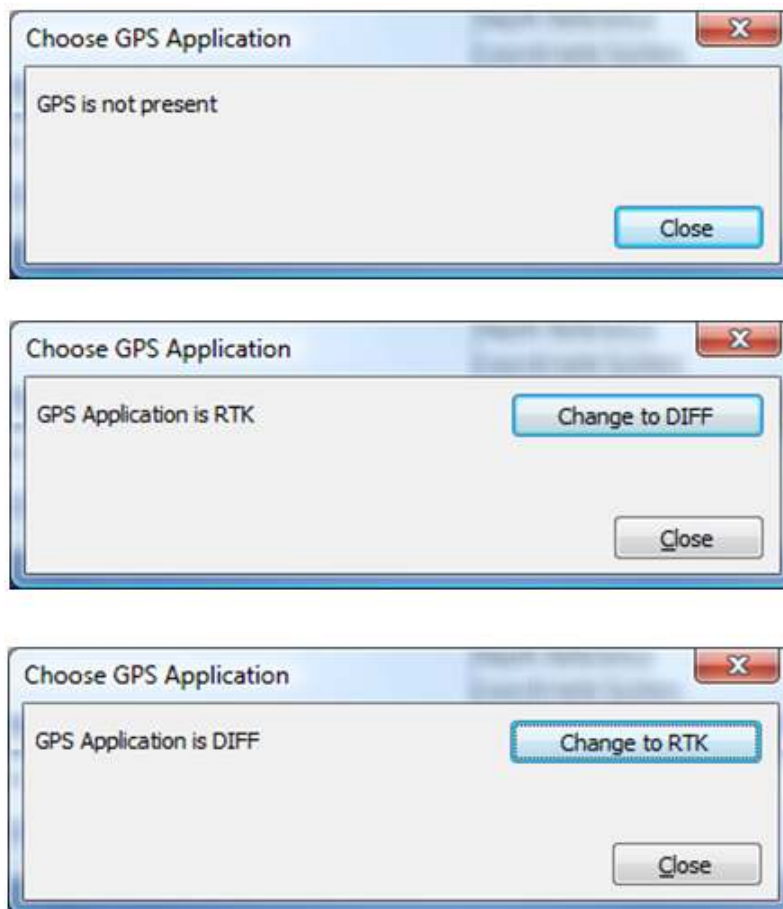 Choose GPS Application
GPS is not present
Close
Choose GPS Application
GPS Application is RTK
Change to DIFF
Close
Choose GPS Application
GPS Application is DIFF
Change to RTK
Close